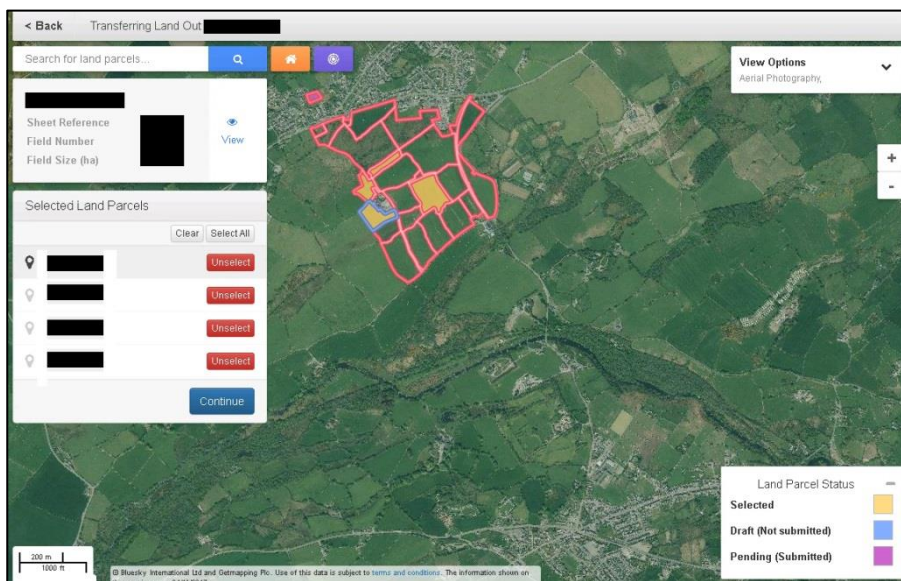 < Back Transferring Land Out
Search for land parcels...
View Options
Aerial Photography,
Sheet Reference
Field Number
Field Size (ha)
View
+
-
Selected Land Parcels
Clear Select All
Unselect
Unselect
Unselect
Unselect
Continue
Land Parcel Status
Selected
Draft (Not submitted)
Pending (Submitted)
200 m
1000 ft
© Bluesky International Ltd and Getmapping Plc. Use of this data is subject to terms and conditions. The information shown on